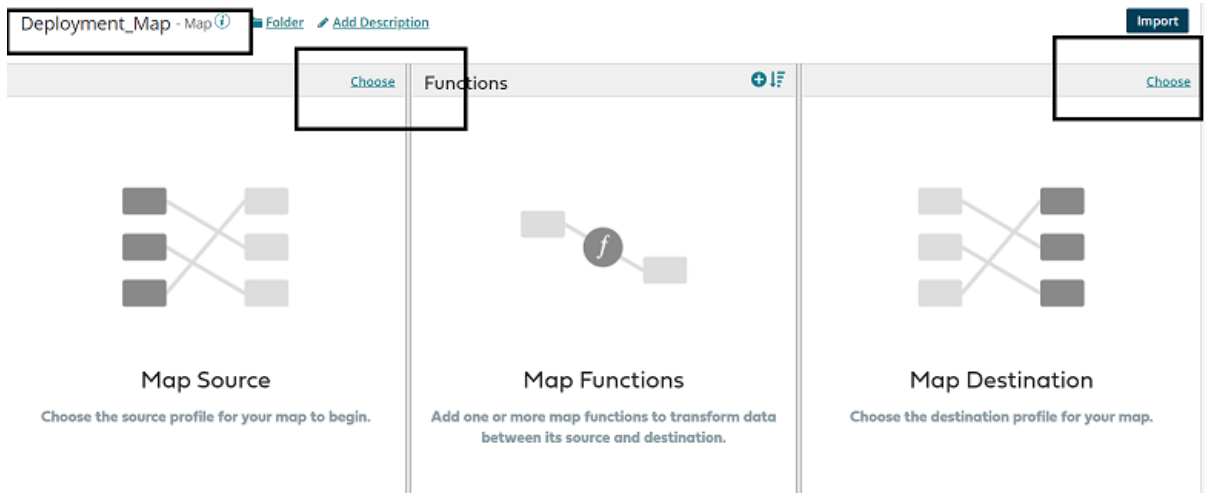 Deployment_Map - Map i Folder Add Description
Import
Choose
Functions
Choose
f
Map Source
Choose the source profile for your map to begin.
Map Functions
Add one or more map functions to transform data
between its source and destination.
Map Destination
Choose the destination profile for your map.